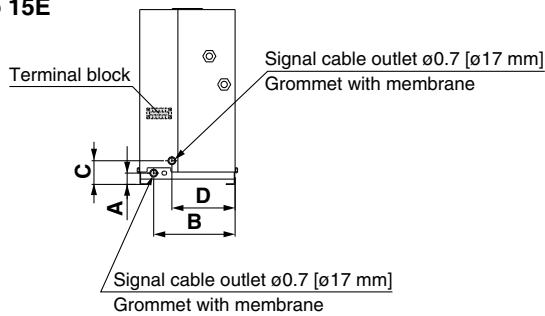 15E
Signal cable outlet ø0.7 [ø17 mm]
Grommet with membrane
Terminal block
C
A
D
B
Signal cable outlet ø0.7 [ø17 mm]
Grommet with membrane